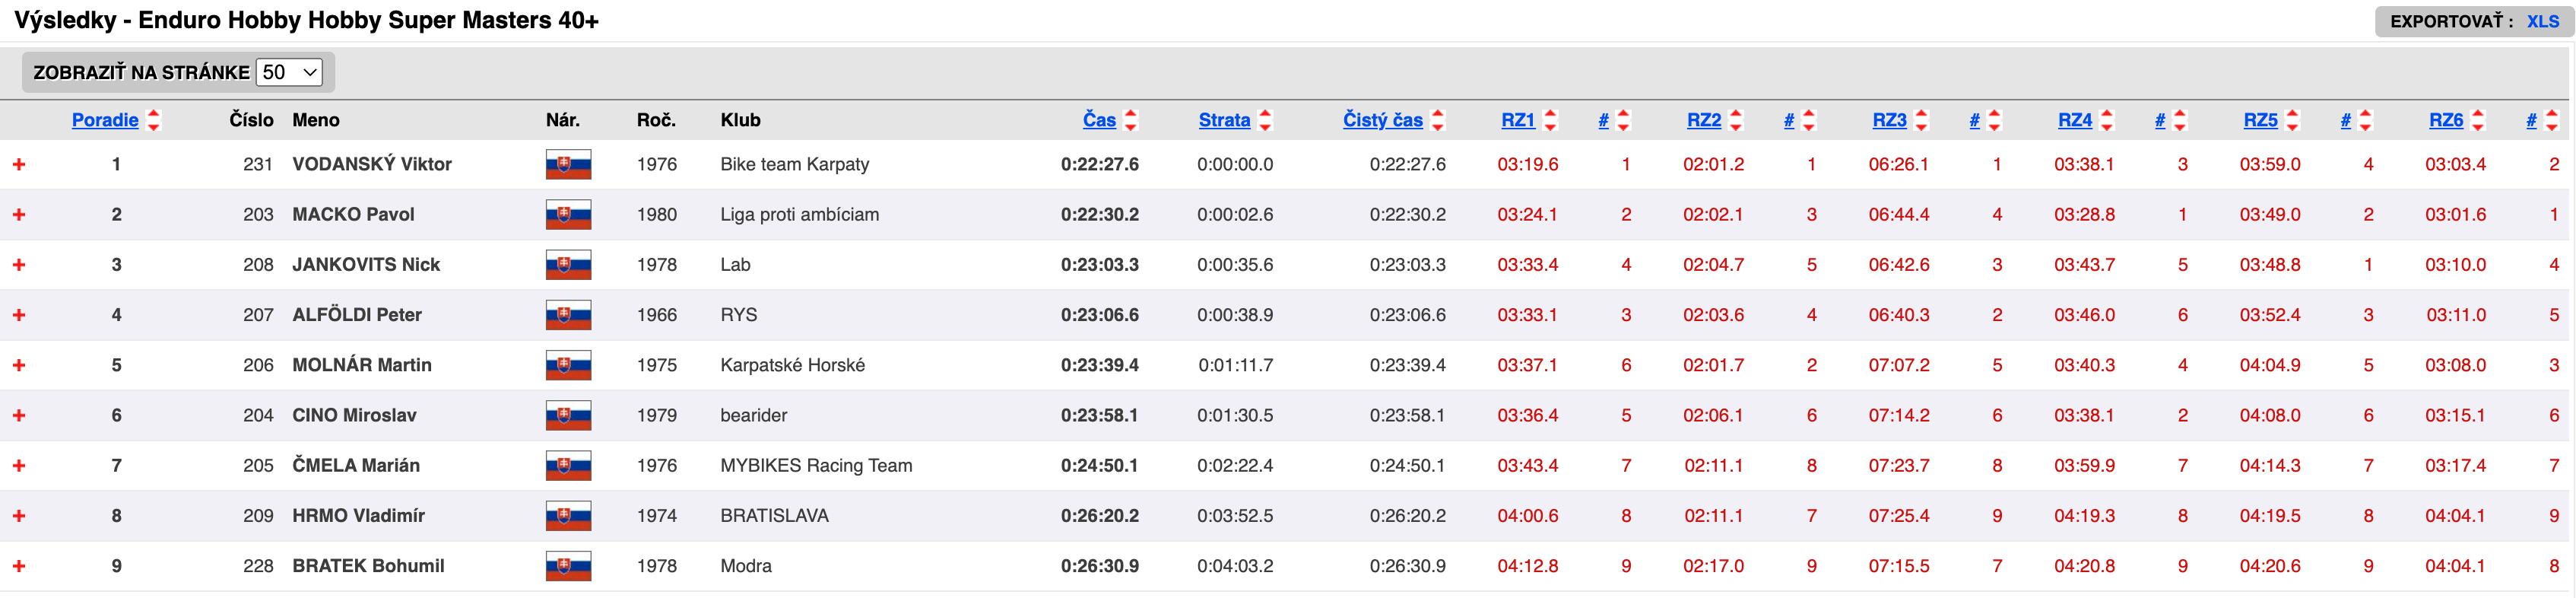 Výsledky - Enduro Hobby Hobby Super Masters 40+
EXPORTOVAŤ : XLS
ZOBRAZIŤ NA STRÁNKE 50
Poradie Číslo Meno Nár. Roč. Klub Čas Strata Čistý čas RZ1 # RZ2 # RZ3 # RZ4 # RZ5 # RZ6 #
+ 1 231 VODANSKÝ Viktor 1976 Bike team Karpaty 0:22:27.6 0:00:00.0 0:22:27.6 03:19.6 1 02:01.2 1 06:26.1 1 03:38.1 3 03:59.0 4 03:03.4 2
+ 2 203 MACKO Pavol 1980 Liga proti ambíciam 0:22:30.2 0:00:02.6 0:22:30.2 03:24.1 2 02:02.1 3 06:44.4 4 03:28.8 1 03:49.0 2 03:01.6 1
+ 3 208 JANKOVITS Nick 1978 Lab 0:23:03.3 0:00:35.6 0:23:03.3 03:33.4 4 02:04.7 5 06:42.6 3 03:43.7 5 03:48.8 1 03:10.0 4
+ 4 207 ALFÖLDI Peter 1966 RYS 0:23:06.6 0:00:38.9 0:23:06.6 03:33.1 3 02:03.6 4 06:40.3 2 03:46.0 6 03:52.4 3 03:11.0 5
+ 5 206 MOLNÁR Martin 1975 Karpatské Horské 0:23:39.4 0:01:11.7 0:23:39.4 03:37.1 6 02:01.7 2 07:07.2 5 03:40.3 4 04:04.9 5 03:08.0 3
+ 6 204 CINO Miroslav 1979 bearider 0:23:58.1 0:01:30.5 0:23:58.1 03:36.4 5 02:06.1 6 07:14.2 6 03:38.1 2 04:08.0 6 03:15.1 6
+ 7 205 ČMELA Marián 1976 MYBIKES Racing Team 0:24:50.1 0:02:22.4 0:24:50.1 03:43.4 7 02:11.1 8 07:23.7 8 03:59.9 7 04:14.3 7 03:17.4 7
+ 8 209 HRMO Vladimír 1974 BRATISLAVA 0:26:20.2 0:03:52.5 0:26:20.2 04:00.6 8 02:11.1 7 07:25.4 9 04:19.3 8 04:19.5 8 04:04.1 9
+ 9 228 BRATEK Bohumil 1978 Modra 0:26:30.9 0:04:03.2 0:26:30.9 04:12.8 9 02:17.0 9 07:15.5 7 04:20.8 9 04:20.6 9 04:04.1 8